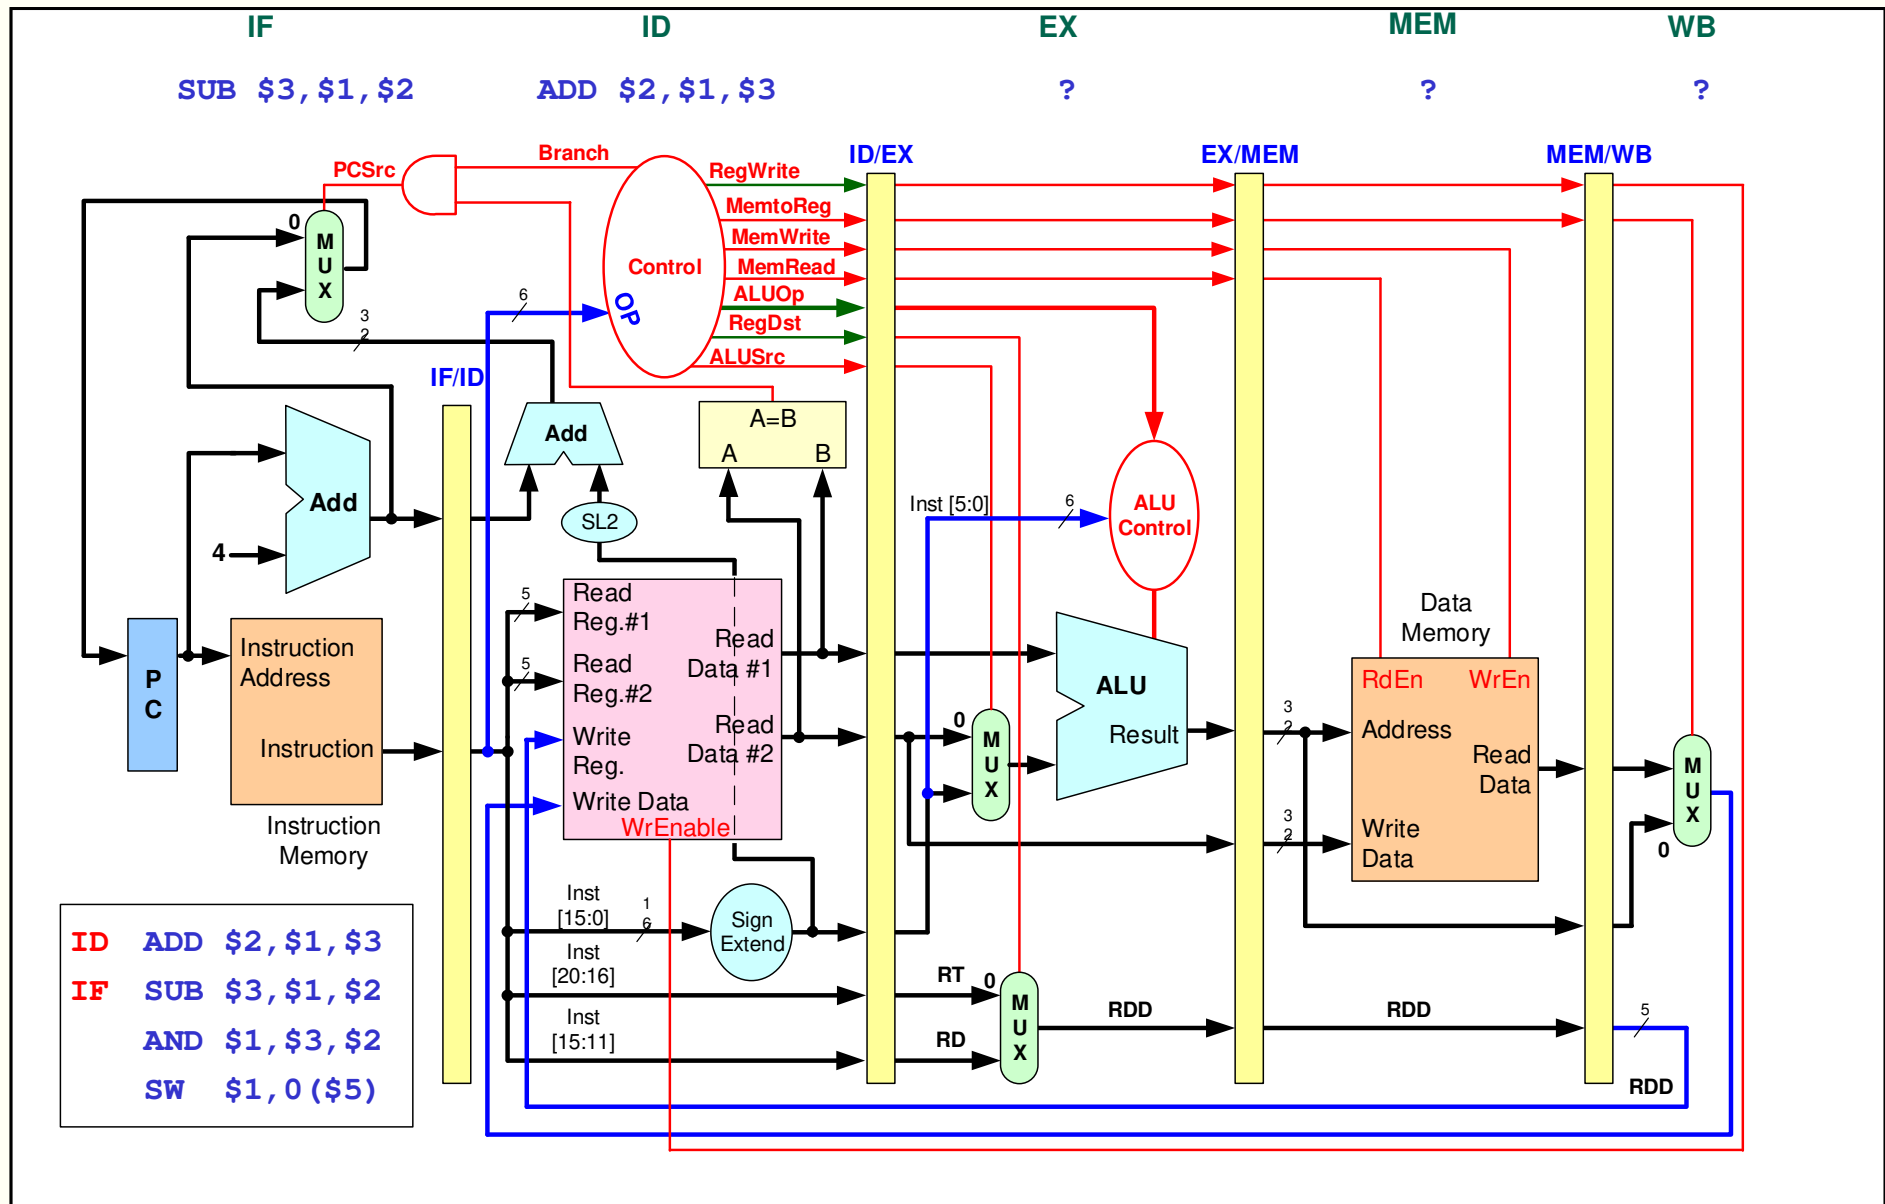 IF ID EX MEM WB
SUB $3,$1,$2 ADD $2,$1,$3 ? ? ?
Branch
PCSrc
ID/EX EX/MEM MEM/WB
RegWrite
MemtoReg
MemWrite
MemRead
ALUOp
RegDst
ALUSrc
Control
OP
6
0
M
U
X
3
2
IF/ID
Add
4
Add
SL2
A=B
A B
Inst [5:0]
6
ALU
Control
P
C
Instruction
Address
Instruction
Instruction
Memory
5
Read
Reg.#1
5
Read
Reg.#2
Write
Reg.
Write Data
WrEnable
Read
Data #1
Read
Data #2
0
M
U
X
ALU
Result
Data
Memory
RdEn WrEn
3
2
Address
Read
Data
3
2
Write
Data
M
U
X
0
Inst
[15:0]
1
6
Sign
Extend
Inst
[20:16]
Inst
[15:11]
RT
RD
0
M
U
X
RDD
RDD
5
RDD
ID ADD $2,$1,$3
IF SUB $3,$1,$2
AND $1,$3,$2
SW $1,0($5)